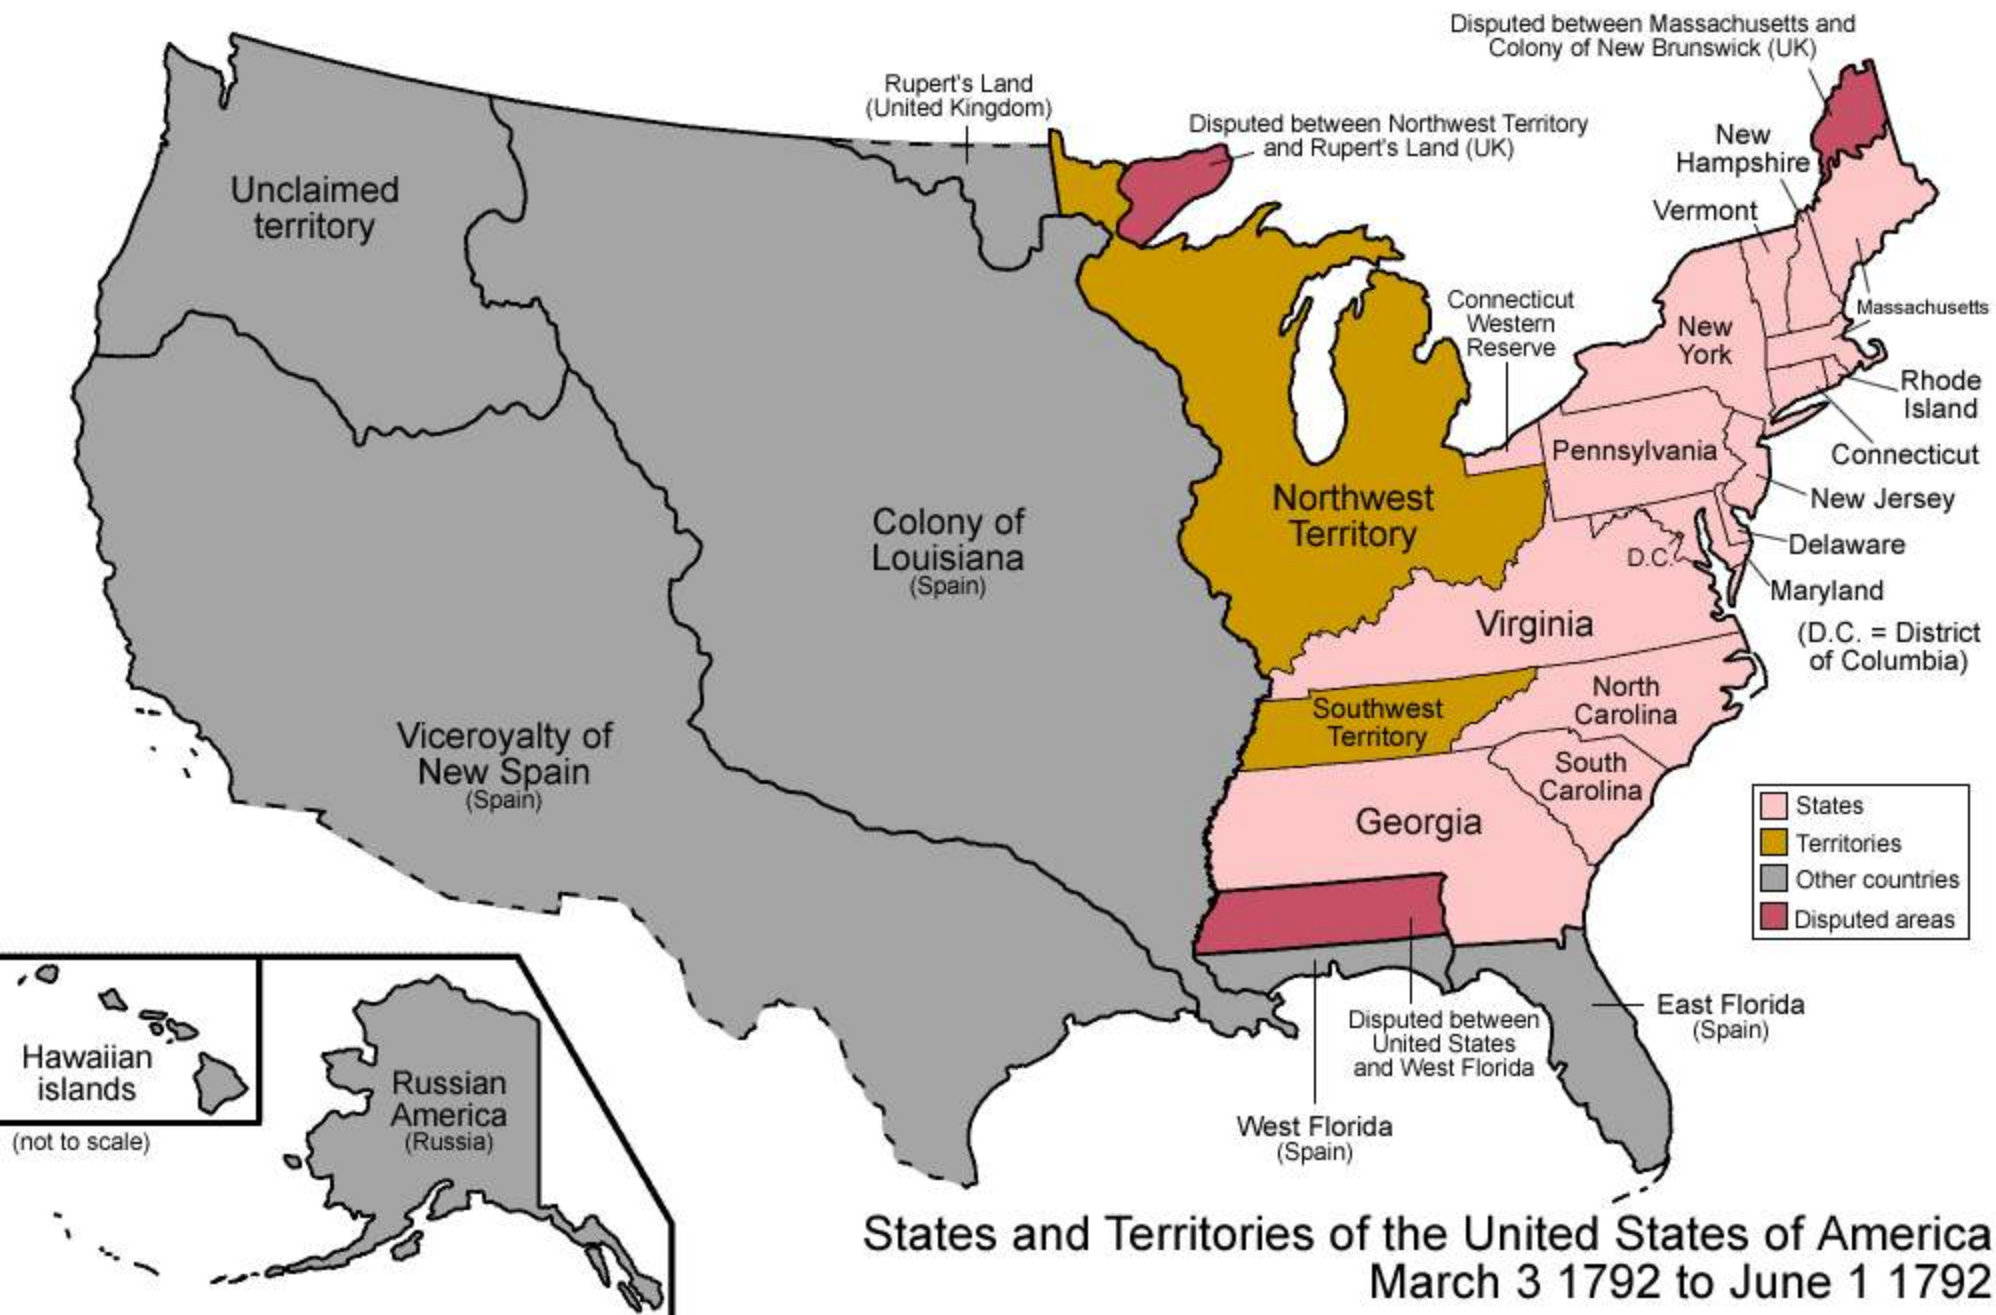 Disputed between Massachusetts and
Colony of New Brunswick (UK)
Rupert's Land
(United Kingdom)
Disputed between Northwest Territory
and Rupert's Land (UK)
New
Hampshire
Vermont
Unclaimed
territory
Connecticut
Western
Reserve
Massachusetts
New
York
Rhode
Island
Pennsylvania
Connecticut
New Jersey
Northwest
Territory
Colony of
Louisiana
(Spain)
Delaware
D.C.
Maryland
Virginia
(D.C. = District
of Columbia)
North
Carolina
Southwest
Territory
Viceroyalty of
New Spain
(Spain)
South
Carolina
Georgia
States
Territories
Other countries
Disputed areas
East Florida
(Spain)
Disputed between
United States
and West Florida
West Florida
(Spain)
Hawaiian
islands
(not to scale)
Russian
America
(Russia)
States and Territories of the United States of America
March 3 1792 to June 1 1792